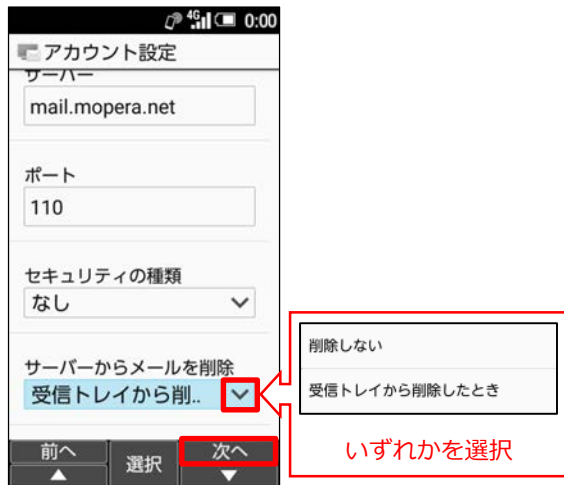 4G 0:00
アカウント設定
サーバー
mail.mopera.net
ポート
110
セキュリティの種類
なし
サーバーからメールを削除
受信トレイから削..
前へ
選択
次へ
削除しない
受信トレイから削除したとき
いずれかを選択